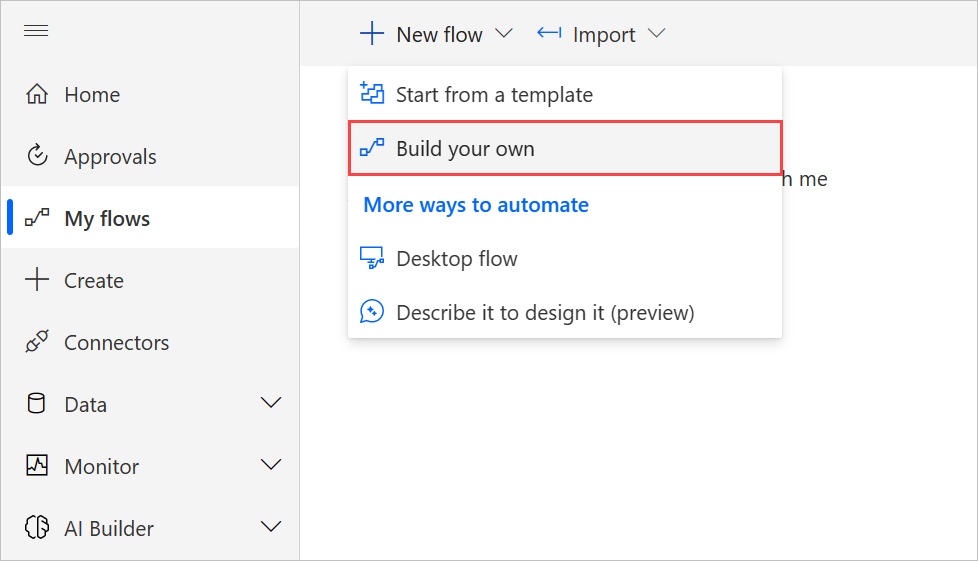 New flow
Import
Home
Approvals
My flows
Create
Connectors
Data
Monitor
AI Builder
Start from a template
Build your own
h me
More ways to automate
Desktop flow
Describe it to design it (preview)